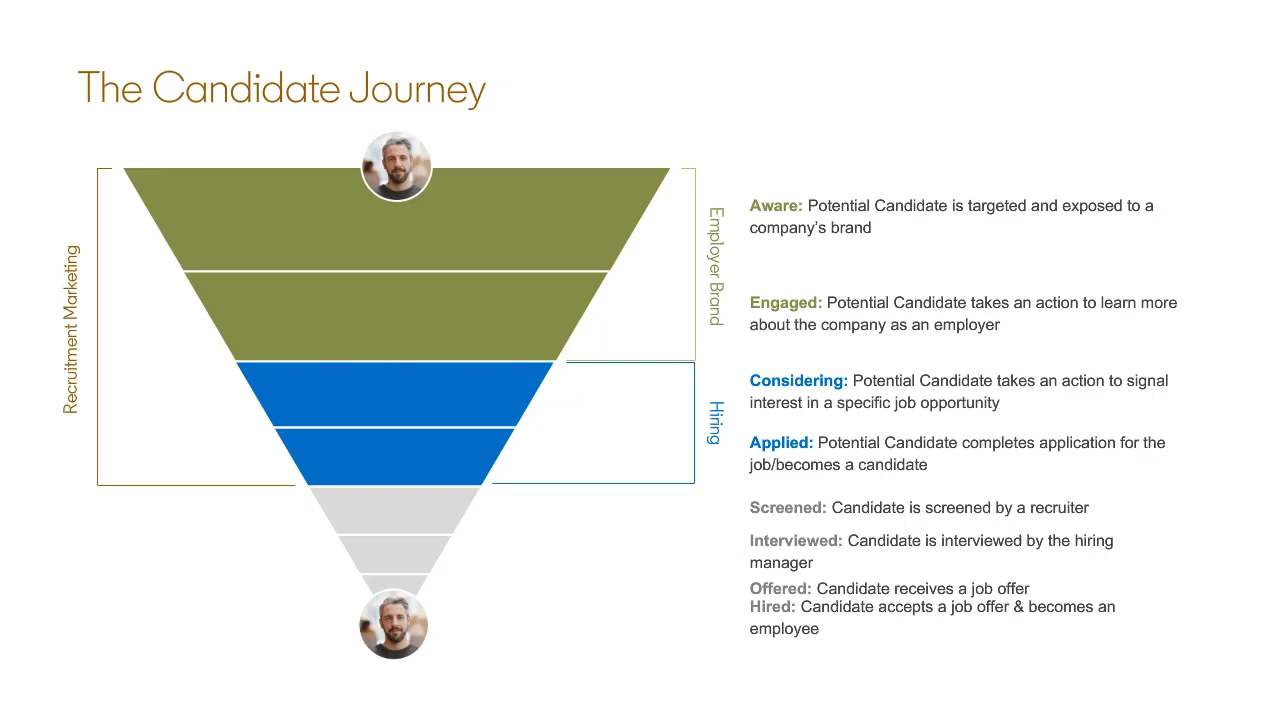 The Candidate Journey
Recruitment Marketing
Employer Brand
Hiring
Aware: Potential Candidate is targeted and exposed to a
company’s brand
Engaged: Potential Candidate takes an action to learn more
about the company as an employer
Considering: Potential Candidate takes an action to signal
interest in a specific job opportunity
Applied: Potential Candidate completes application for the
job/becomes a candidate
Screened: Candidate is screened by a recruiter
Interviewed: Candidate is interviewed by the hiring
manager
Offered: Candidate receives a job offer
Hired: Candidate accepts a job offer & becomes an
employee